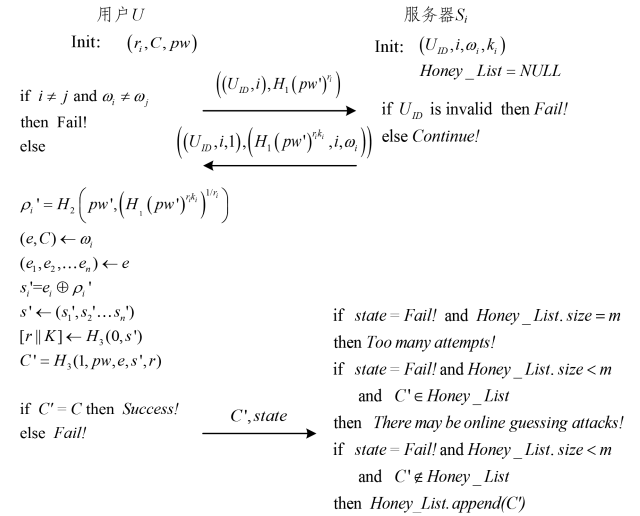 用户U
服务器S_i
Init: (r_i, C, pw)
Init: (U_ID, i, ω_i, k_i)
Honey_List = NULL
if i ≠ j and ω_i ≠ ω_j
then Fail!
else
((U_ID, i), H_1(pw')^{r_i})
((U_ID, i, 1), (H_1(pw')^{r_i k_i}, i, ω_i))
if U_ID is invalid then Fail!
else Continue!
ρ_i' = H_2(pw', (H_1(pw')^{r_i k_i})^{1/r_i})
(e, C) ← ω_i
(e_1, e_2, … e_n) ← e
s_i' = e_i ⊕ ρ_i'
s' ← (s_1', s_2' … s_n')
[r || K] ← H_3(0, s')
C' = H_3(1, pw, e, s', r)
if C' = C then Success!
else Fail!
C', state
if state = Fail! and Honey_List.size = m
then Too many attempts!
if state = Fail! and Honey_List.size < m
and C' ∈ Honey_List
then There may be online guessing attacks!
if state = Fail! and Honey_List.size < m
and C' ∉ Honey_List
then Honey_List.append(C')